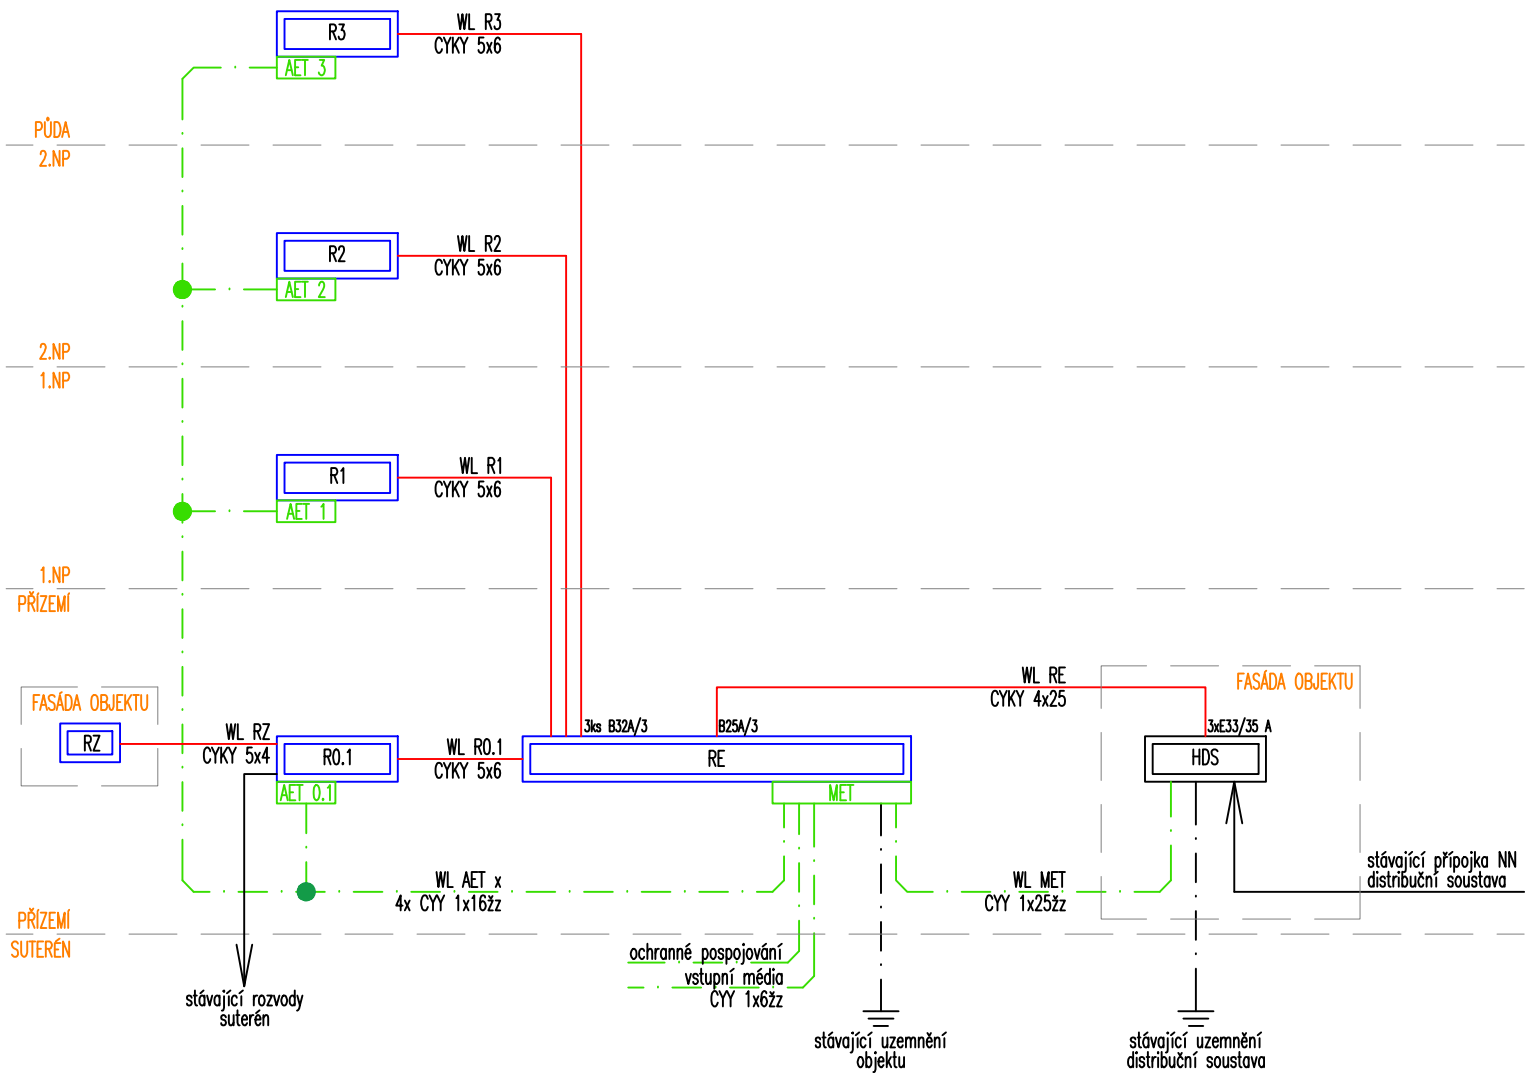 R3
WL R3
CYKY 5x6
AET 3
PŮDA
2.NP
R2
WL R2
CYKY 5x6
AET 2
2.NP
1.NP
R1
WL R1
CYKY 5x6
AET 1
1.NP
PŘÍZEMÍ
FASÁDA OBJEKTU
RZ
WL RZ
CYKY 5x4
R0.1
AET 0.1
WL R0.1
CYKY 5x6
3ks B32A/3
B25A/3
RE
MET
WL RE
CYKY 4x25
FASÁDA OBJEKTU
3xE33/35 A
HDS
stávající přípojka NN
distribuční soustava
WL AET x
4x CYY 1x16žz
WL MET
CYY 1x25žz
PŘÍZEMÍ
SUTERÉN
ochranné pospojování
vstupní média
CYY 1x6žz
stávající rozvody
suterén
stávající uzemnění
objektu
stávající uzemnění
distribuční soustava